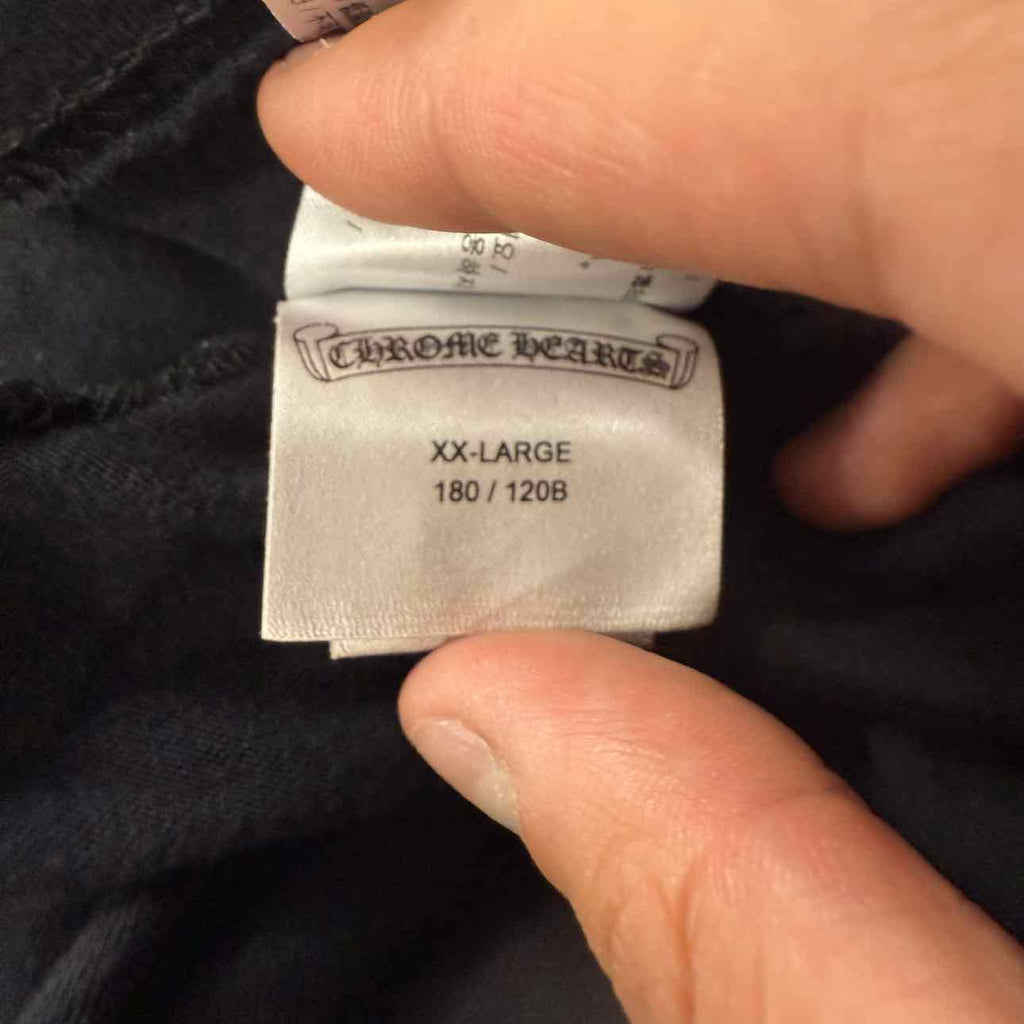 CHROME HEARTS
XX-LARGE
180 / 120B